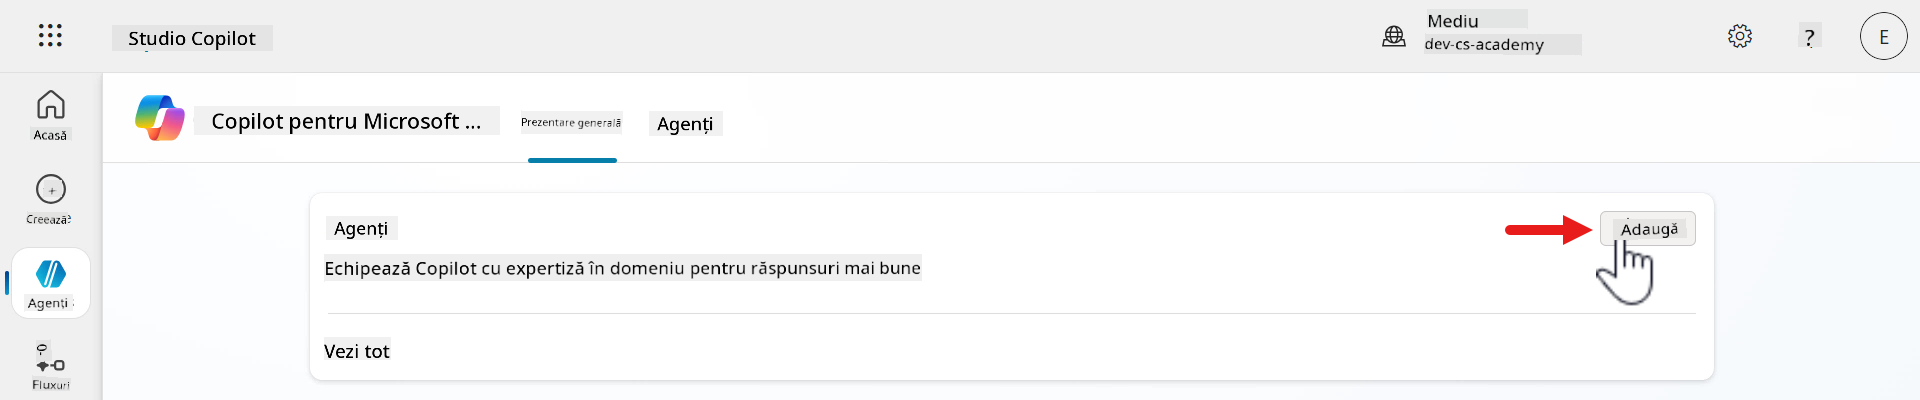 Studio Copilot
Mediu
dev-cs-academy
?
E
Acasă
Creează
Agenți
Fluxuri
Copilot pentru Microsoft ...
Prezentare generală
Agenți
Agenți
Adaugă
Echipează Copilot cu expertiză în domeniu pentru răspunsuri mai bune
Vezi tot